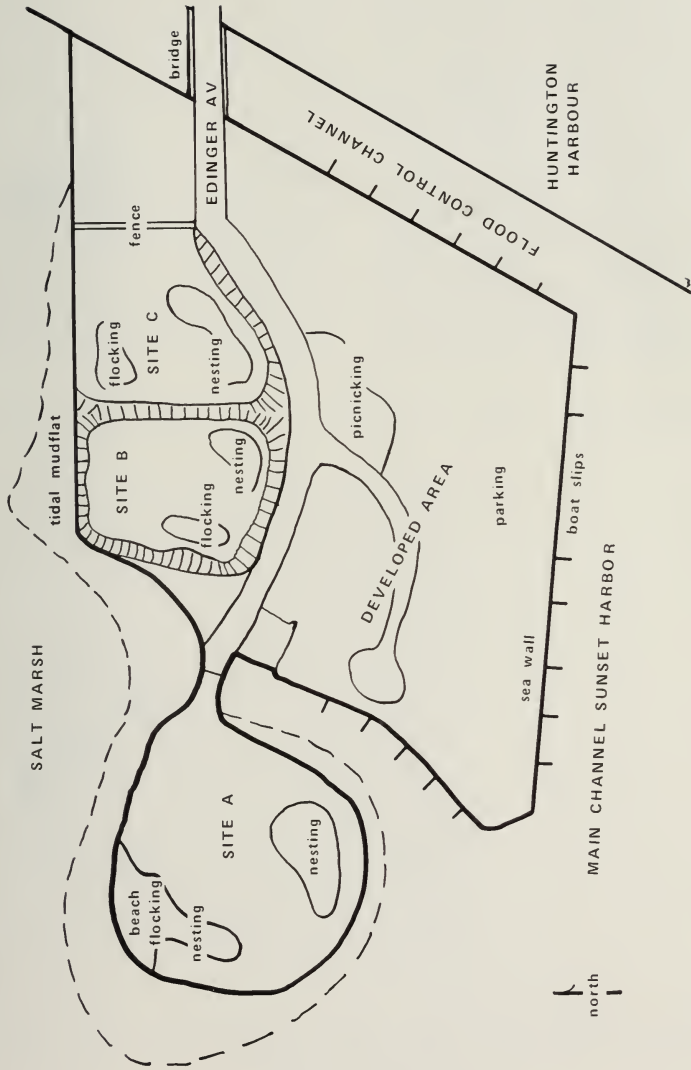 SALT MARSH
tidal mudflat
bridge
fence
EDINGER AV
SITE C
flocking
nesting
SITE B
flocking
nesting
SITE A
beach
flocking
nesting
nesting
picnicking
DEVELOPED AREA
parking
FLOOD CONTROL CHANNEL
HUNTINGTON
HARBOUR
boat slips
sea wall
MAIN CHANNEL SUNSET HARBOR
north